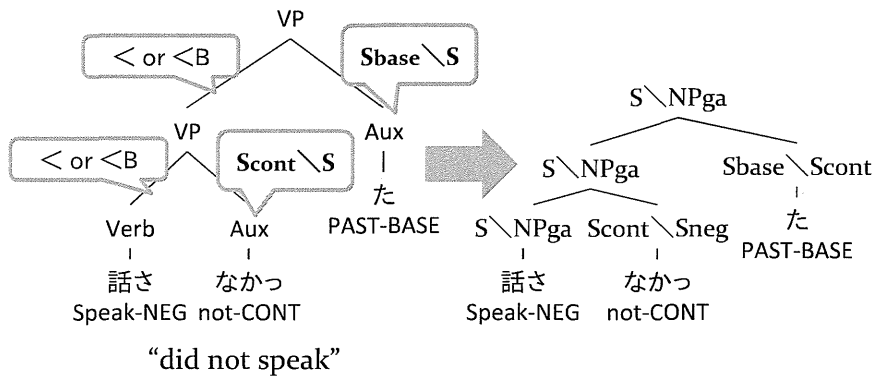 VP
< or <B
Sbase\S
VP
Aux
< or <B
Scont\S
た
PAST-BASE
Verb
Aux
話さ
なかっ
Speak-NEG not-CONT
"did not speak"
S\NPga
S\NPga
Sbase\Scont
た
PAST-BASE
S\NPga Scont\Sneg
話さ
なかっ
Speak-NEG not-CONT